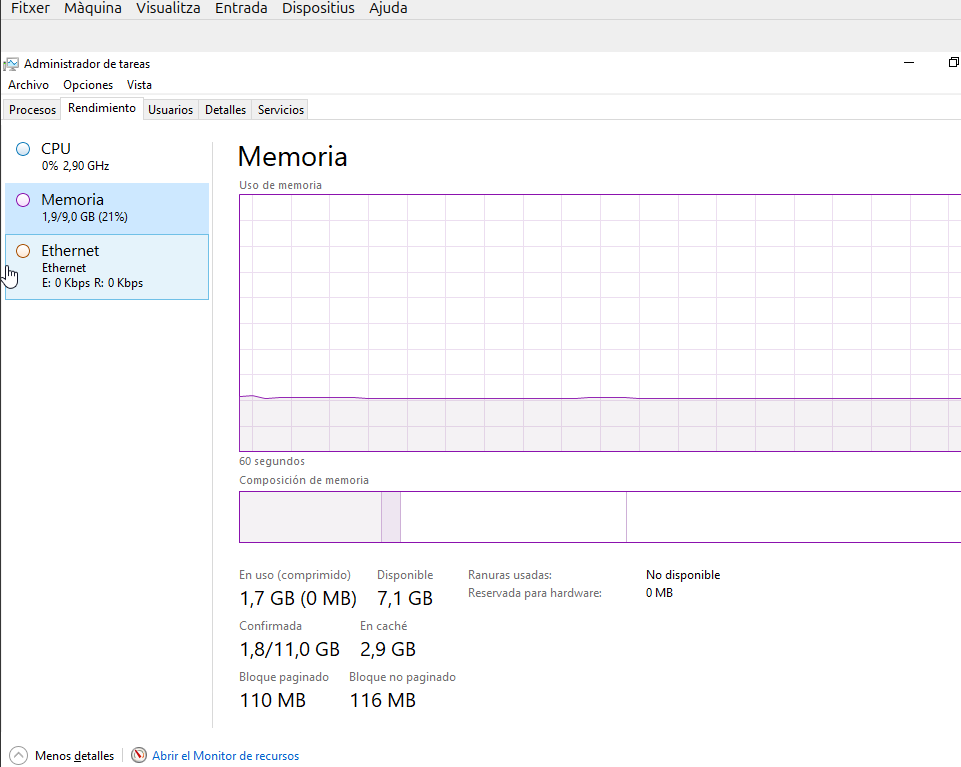 Fitxer Màquina Visualitza Entrada Dispositius Ajuda
Administrador de tareas
Archivo Opciones Vista
Procesos Rendimiento Usuarios Detalles Servicios
CPU
0% 2,90 GHz
Memoria
1,9/9,0 GB (21%)
Ethernet
Ethernet
E: 0 Kbps R: 0 Kbps
Memoria
Uso de memoria
60 segundos
Composición de memoria
En uso (comprimido) Disponible Ranuras usadas: No disponible
1,7 GB (0 MB) 7,1 GB Reservada para hardware: 0 MB
Confirmada En caché
1,8/11,0 GB 2,9 GB
Bloque paginado Bloque no paginado
110 MB 116 MB
Menos detalles Abrir el Monitor de recursos